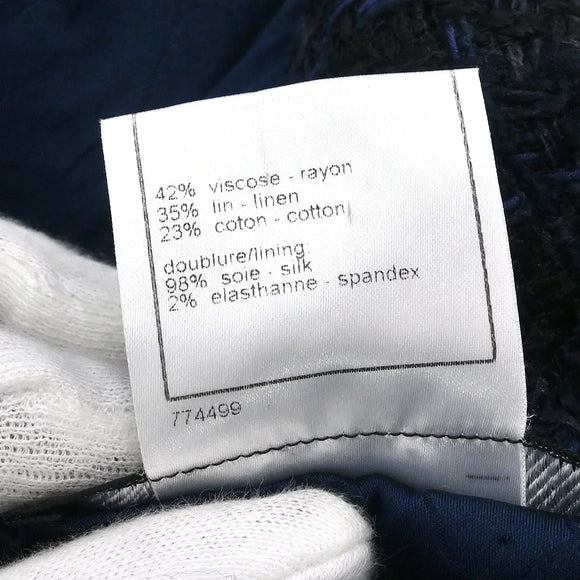 42% viscose - rayon
35% lin - linen
23% coton - cotton
doublure/lining:
98% soie - silk
2% elasthanne - spandex
774499